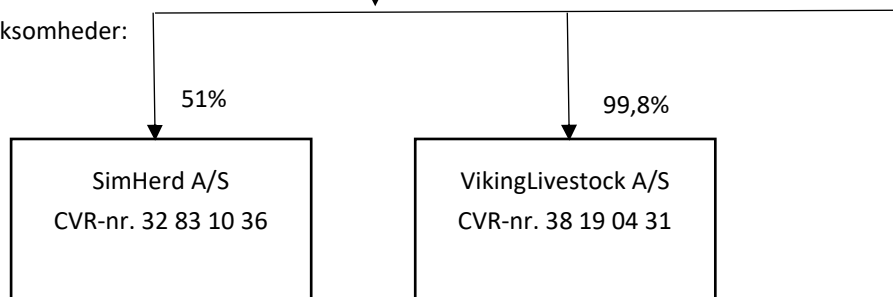 ksomheder:
51%
99,8%
SimHerd A/S
CVR-nr. 32 83 10 36
VikingLivestock A/S
CVR-nr. 38 19 04 31